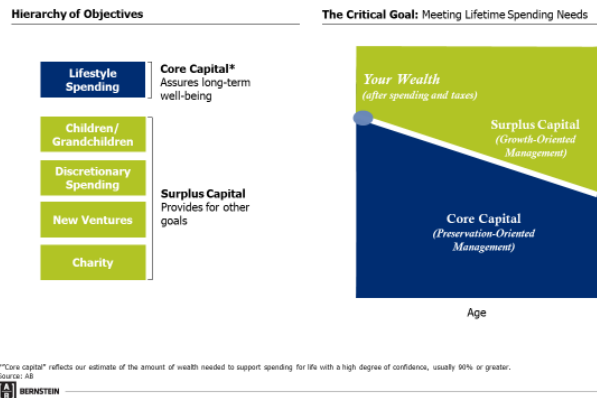 Hierarchy of Objectives
Lifestyle
Spending
Core Capital*
Assures long-term
well-being
Children/
Grandchildren
Discretionary
Spending
New Ventures
Charity
Surplus Capital
Provides for other
goals
The Critical Goal: Meeting Lifetime Spending Needs
Your Wealth
(after spending and taxes)
Surplus Capital
(Growth-Oriented
Management)
Core Capital
(Preservation-Oriented
Management)
Age
*"Core capital" reflects our estimate of the amount of wealth needed to support spending for life with a high degree of confidence, usually 90% or greater.
Source: AB
A
B
BERNSTEIN